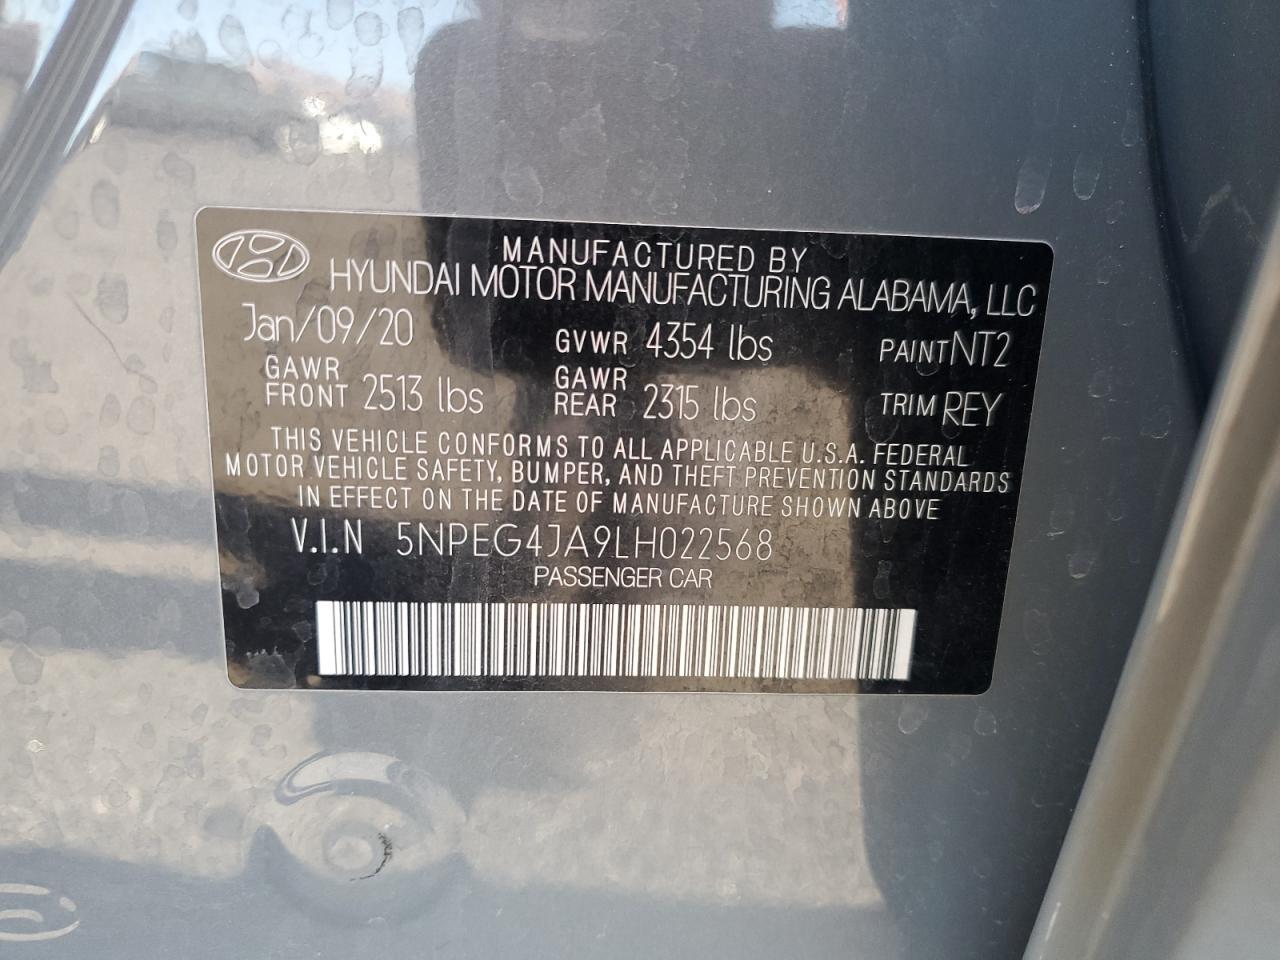 MANUFACTURED BY
HYUNDAI MOTOR MANUFACTURING ALABAMA, LLC
Jan/09/20 GVWR 4354 lbs PAINT NT2
GAWR FRONT 2513 lbs GAWR REAR 2315 lbs TRIM REY
THIS VEHICLE CONFORMS TO ALL APPLICABLE U.S.A. FEDERAL
MOTOR VEHICLE SAFETY, BUMPER, AND THEFT PREVENTION STANDARDS
IN EFFECT ON THE DATE OF MANUFACTURE SHOWN ABOVE
V.I.N 5NPEG4JA9LH022568
PASSENGER CAR